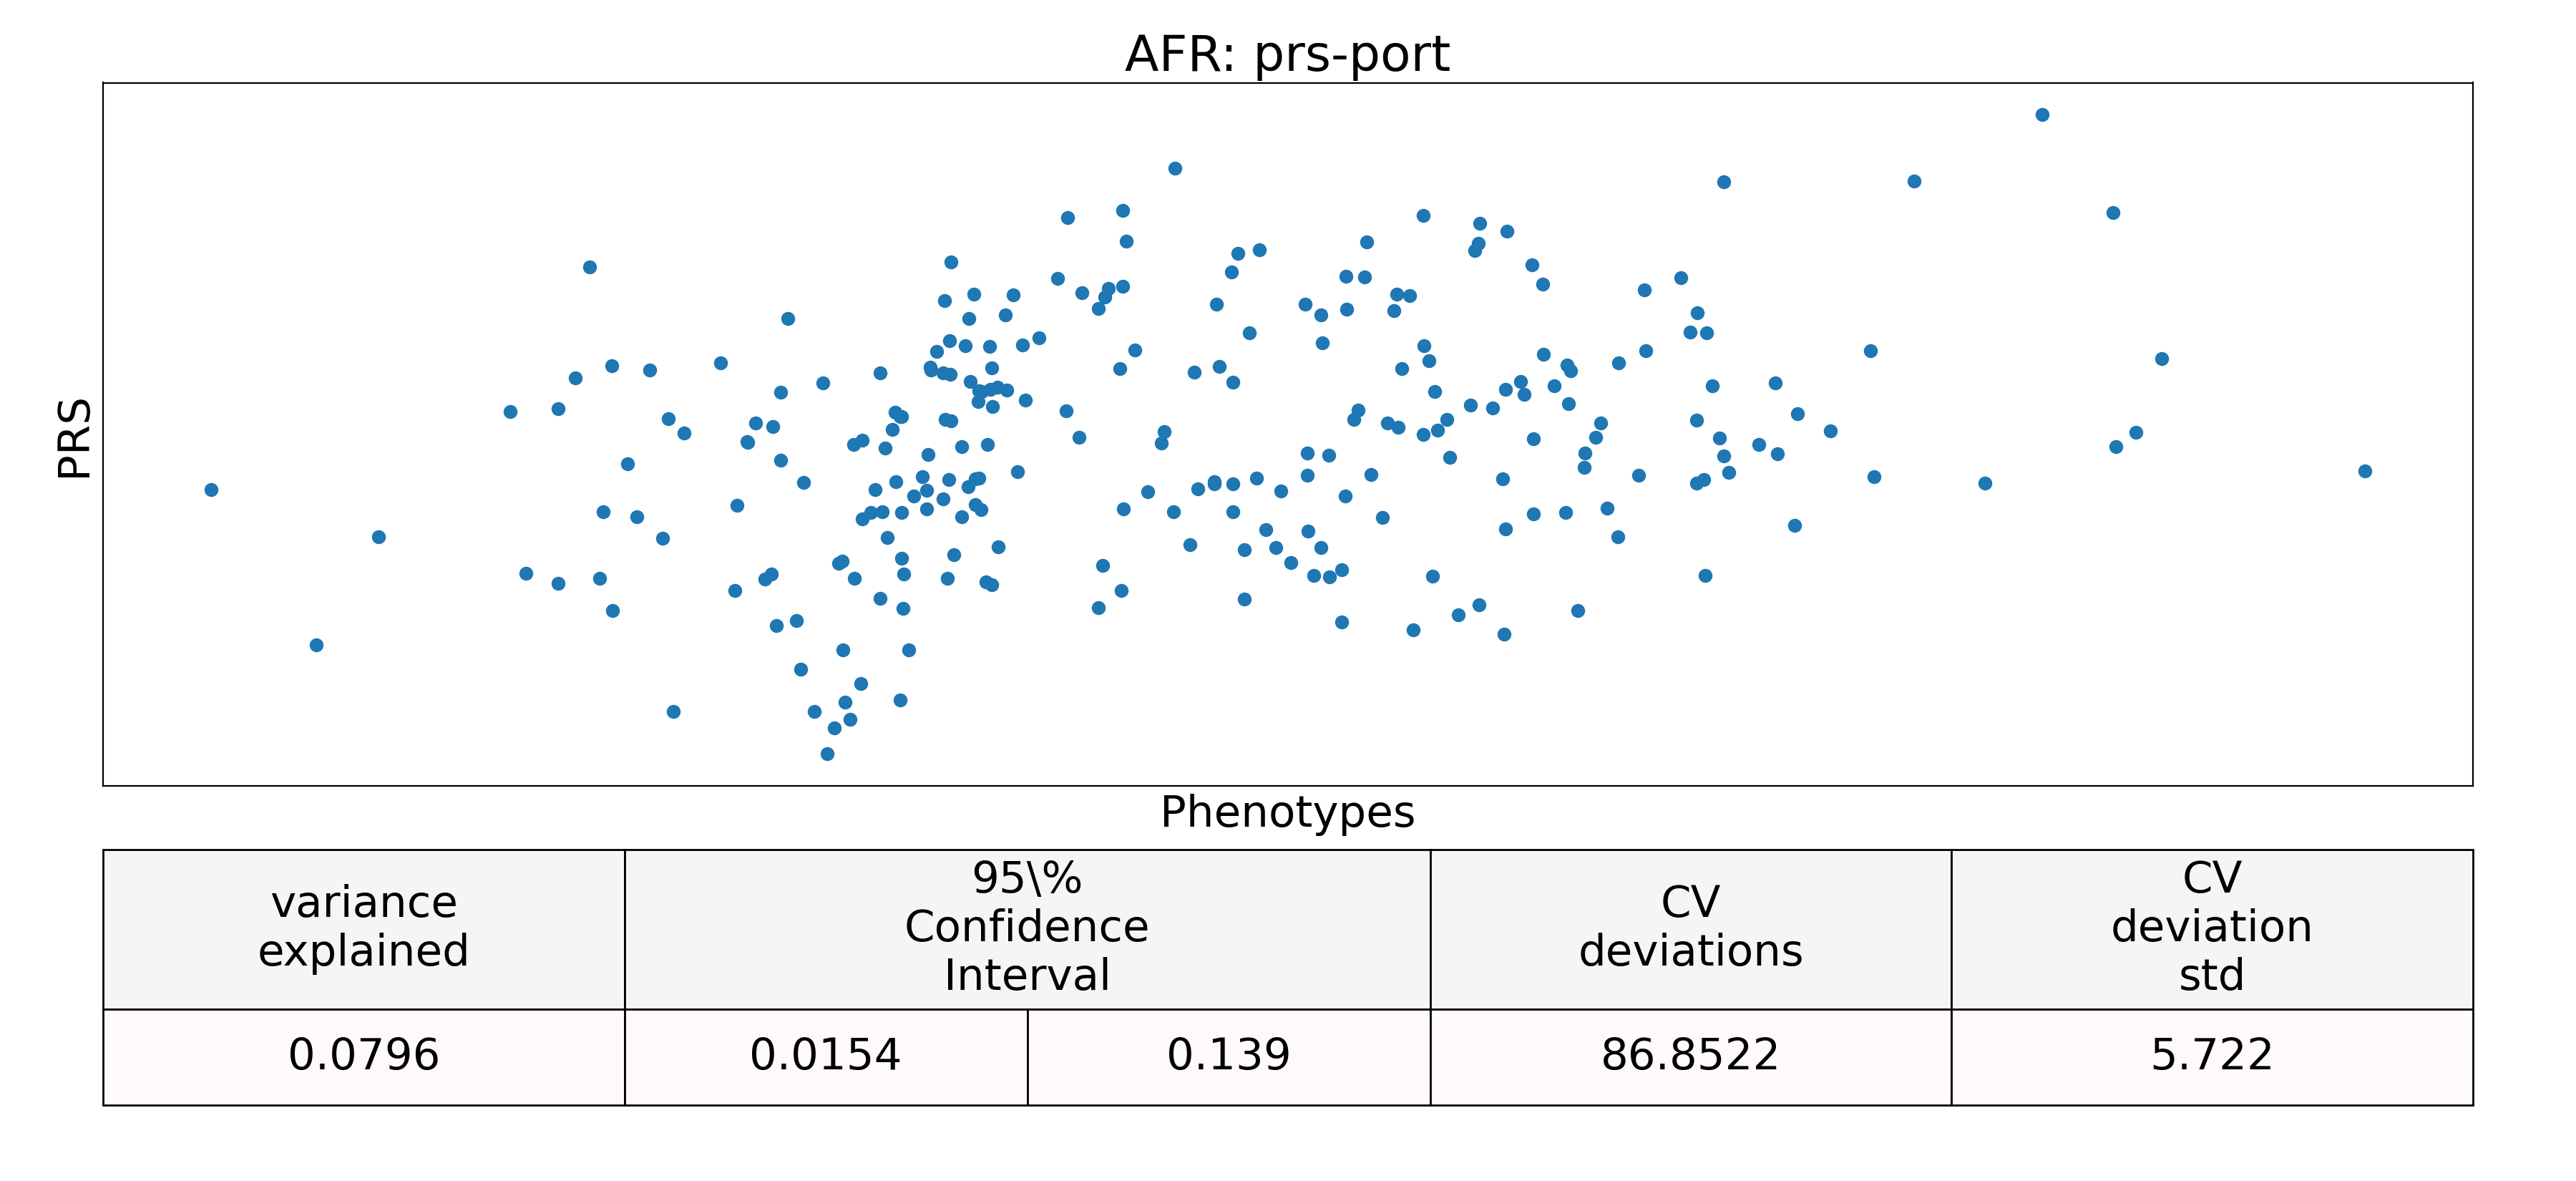 AFR: prs-port
PRS
Phenotypes
variance
explained
95\%
Confidence
Interval
CV
deviations
CV
deviation
std
0.0796
0.0154
0.139
86.8522
5.722